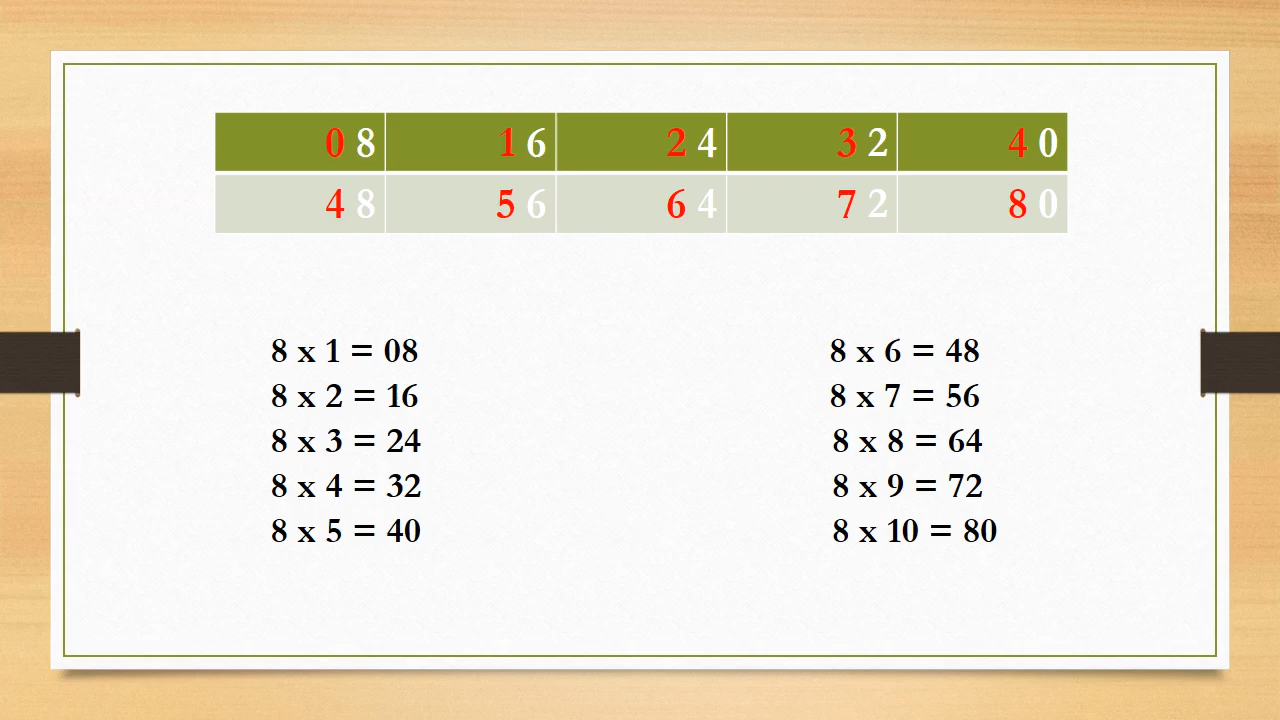 0 8 1 6 2 4 3 2 4 0
4 8 5 6 6 4 7 2 8 0
8 x 1 = 08
8 x 2 = 16
8 x 3 = 24
8 x 4 = 32
8 x 5 = 40
8 x 6 = 48
8 x 7 = 56
8 x 8 = 64
8 x 9 = 72
8 x 10 = 80